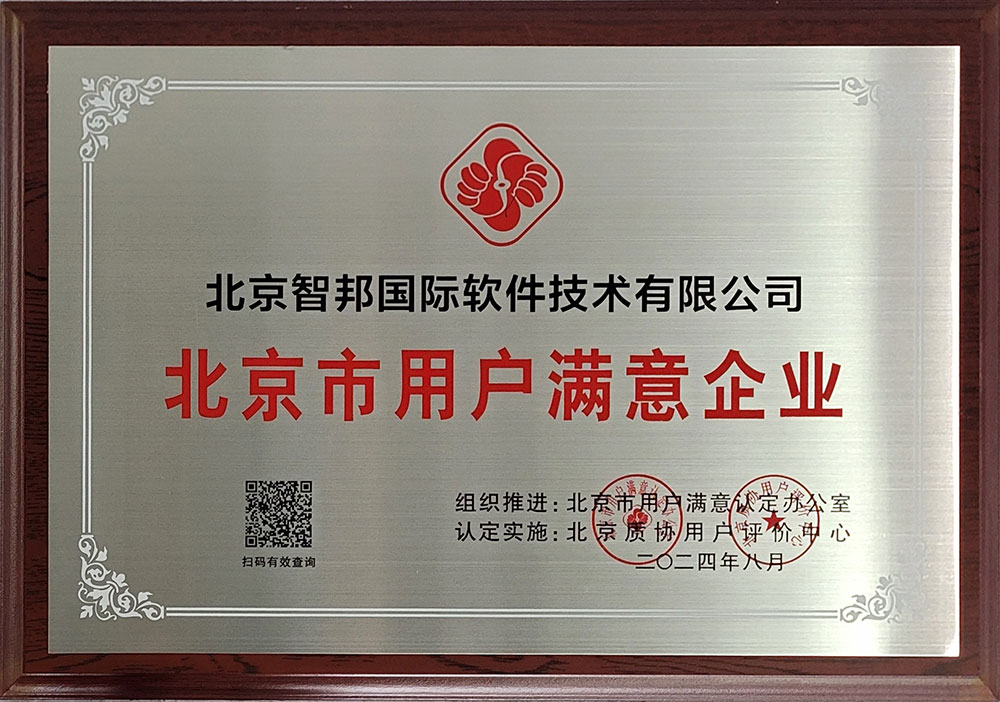 北京智邦国际软件技术有限公司
北京市用户满意企业
扫码有效查询
组织推进:北京市用户满意认定办公室
认定实施:北京质协用户评价中心
二〇二四年八月